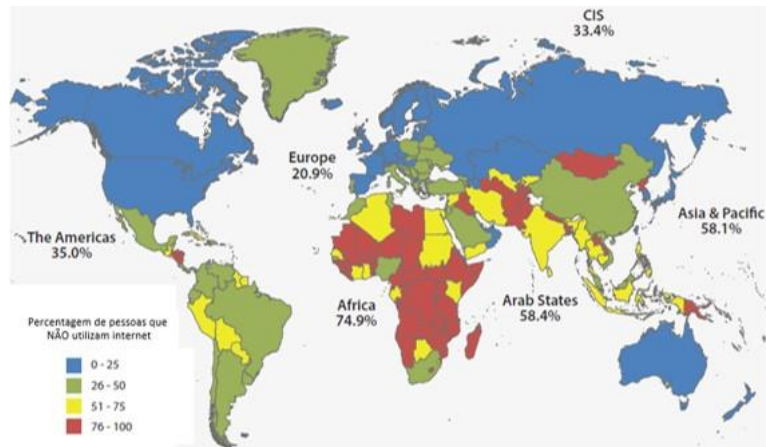 CIS
33.4%
Europe
20.9%
The Americas
35.0%
Asia & Pacific
58.1%
Africa
74.9%
Arab States
58.4%
Percentagem de pessoas que
NÃO utilizam internet
0 - 25
26 - 50
51 - 75
76 - 100